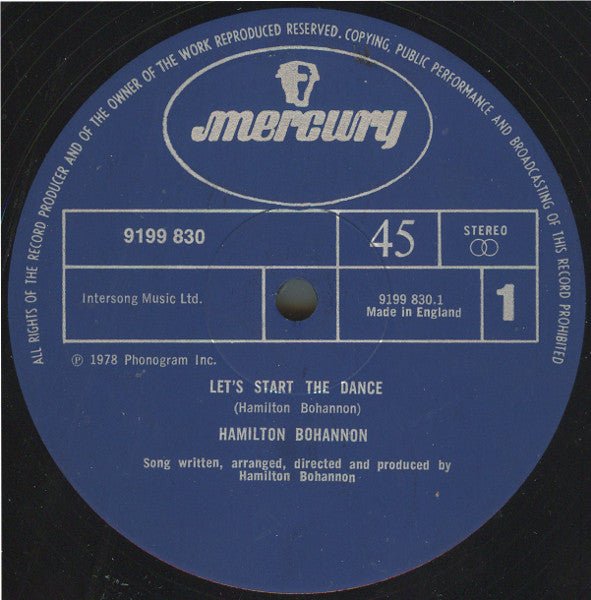 ALL RIGHTS OF THE RECORD PRODUCER AND OF THE OWNER OF THE WORK REPRODUCED RESERVED. COPYING, PUBLIC PERFORMANCE AND BROADCASTING OF THIS RECORD PROHIBITED
mercury
9199 830
45
STEREO
Intersong Music Ltd.
9199 830.1
Made in England
1
℗ 1978 Phonogram Inc.
LET'S START THE DANCE
(Hamilton Bohannon)
HAMILTON BOHANNON
Song written, arranged, directed and produced by
Hamilton Bohannon